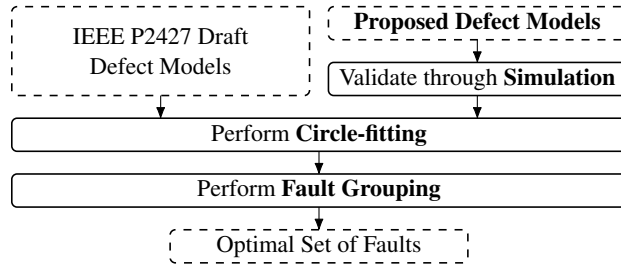 IEEE P2427 Draft
Defect Models
Proposed Defect Models
Validate through Simulation
Perform Circle-fitting
Perform Fault Grouping
Optimal Set of Faults